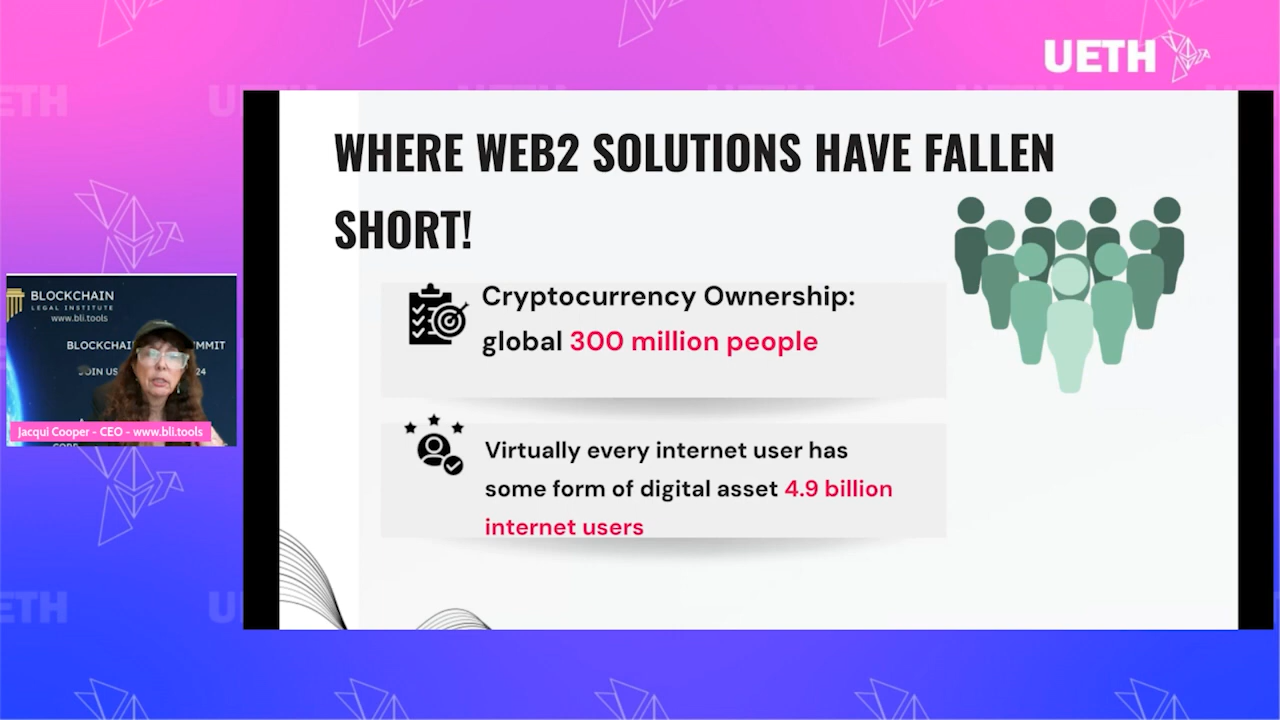 UETH
WHERE WEB2 SOLUTIONS HAVE FALLEN
SHORT!
Cryptocurrency Ownership:
global 300 million people
Virtually every internet user has
some form of digital asset 4.9 billion
internet users
BLOCKCHAIN
LEGAL INSTITUTE
www.bli.tools
JOIN US
24
Jacqui Cooper - CEO - www.bli.tools